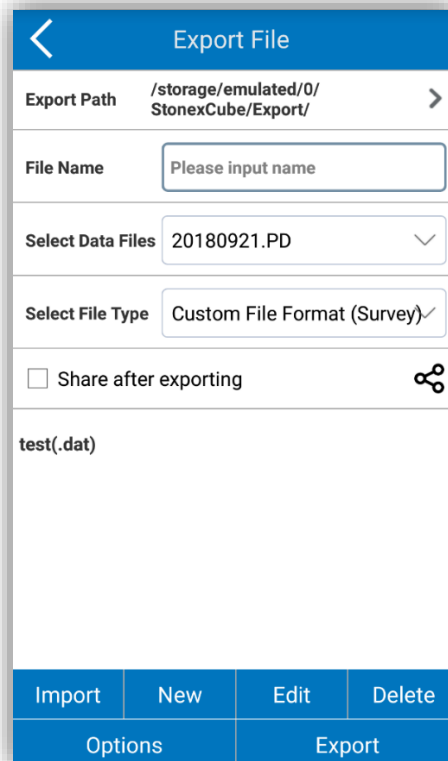 Export File
Export Path /storage/emulated/0/
StonexCube/Export/
File Name Please input name
Select Data Files 20180921.PD
Select File Type Custom File Format (Survey)
Share after exporting
test(.dat)
Import New Edit Delete
Options Export